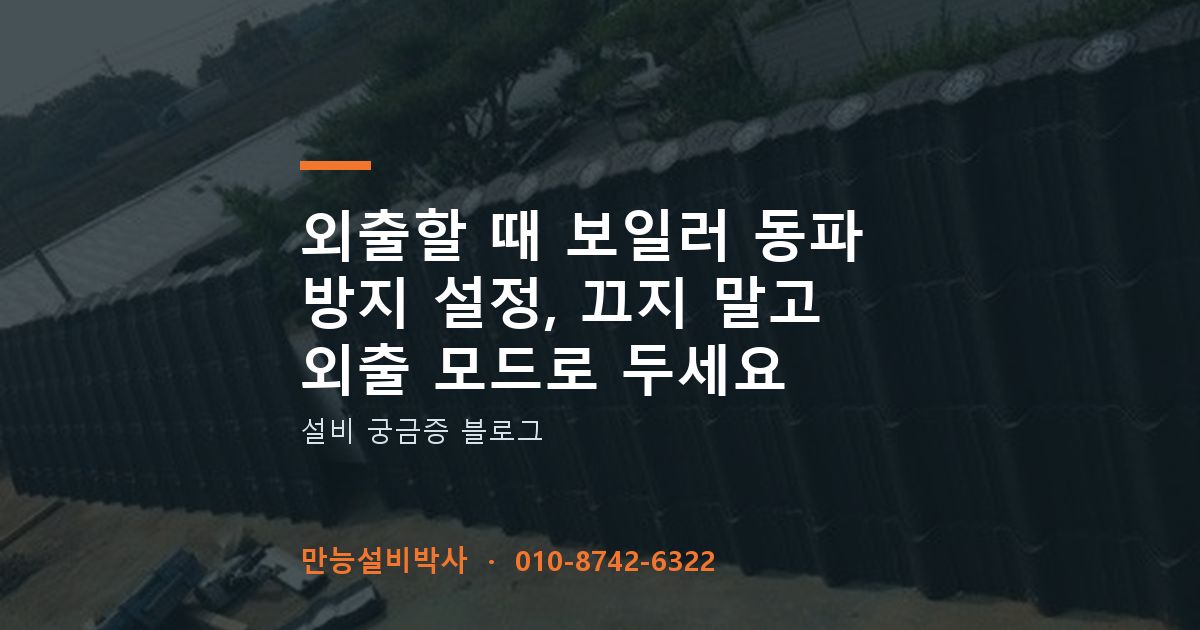 외출할 때 보일러 동파
방지 설정, 끄지 말고
외출 모드로 두세요
설비 궁금증 블로그
만능설비박사 · 010-8742-6322